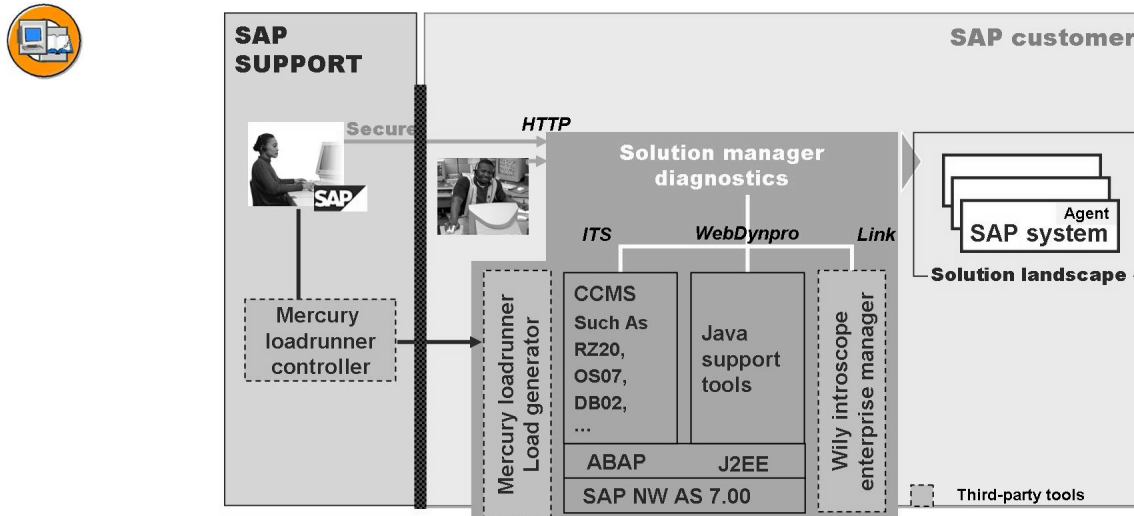 SAP
SUPPORT
SAP customer
Secure
HTTP
SAP
Solution manager
diagnostics
ITS
WebDynpro
Link
Agent
SAP system
Solution landscape
Mercury
loadrunner
controller
Mercury loadrunner
Load generator
CCMS
Such As
RZ20,
OS07,
DB02,
...
Java
support
tools
Wily introscope
enterprise manager
ABAP
J2EE
SAP NW AS 7.00
Third-party tools